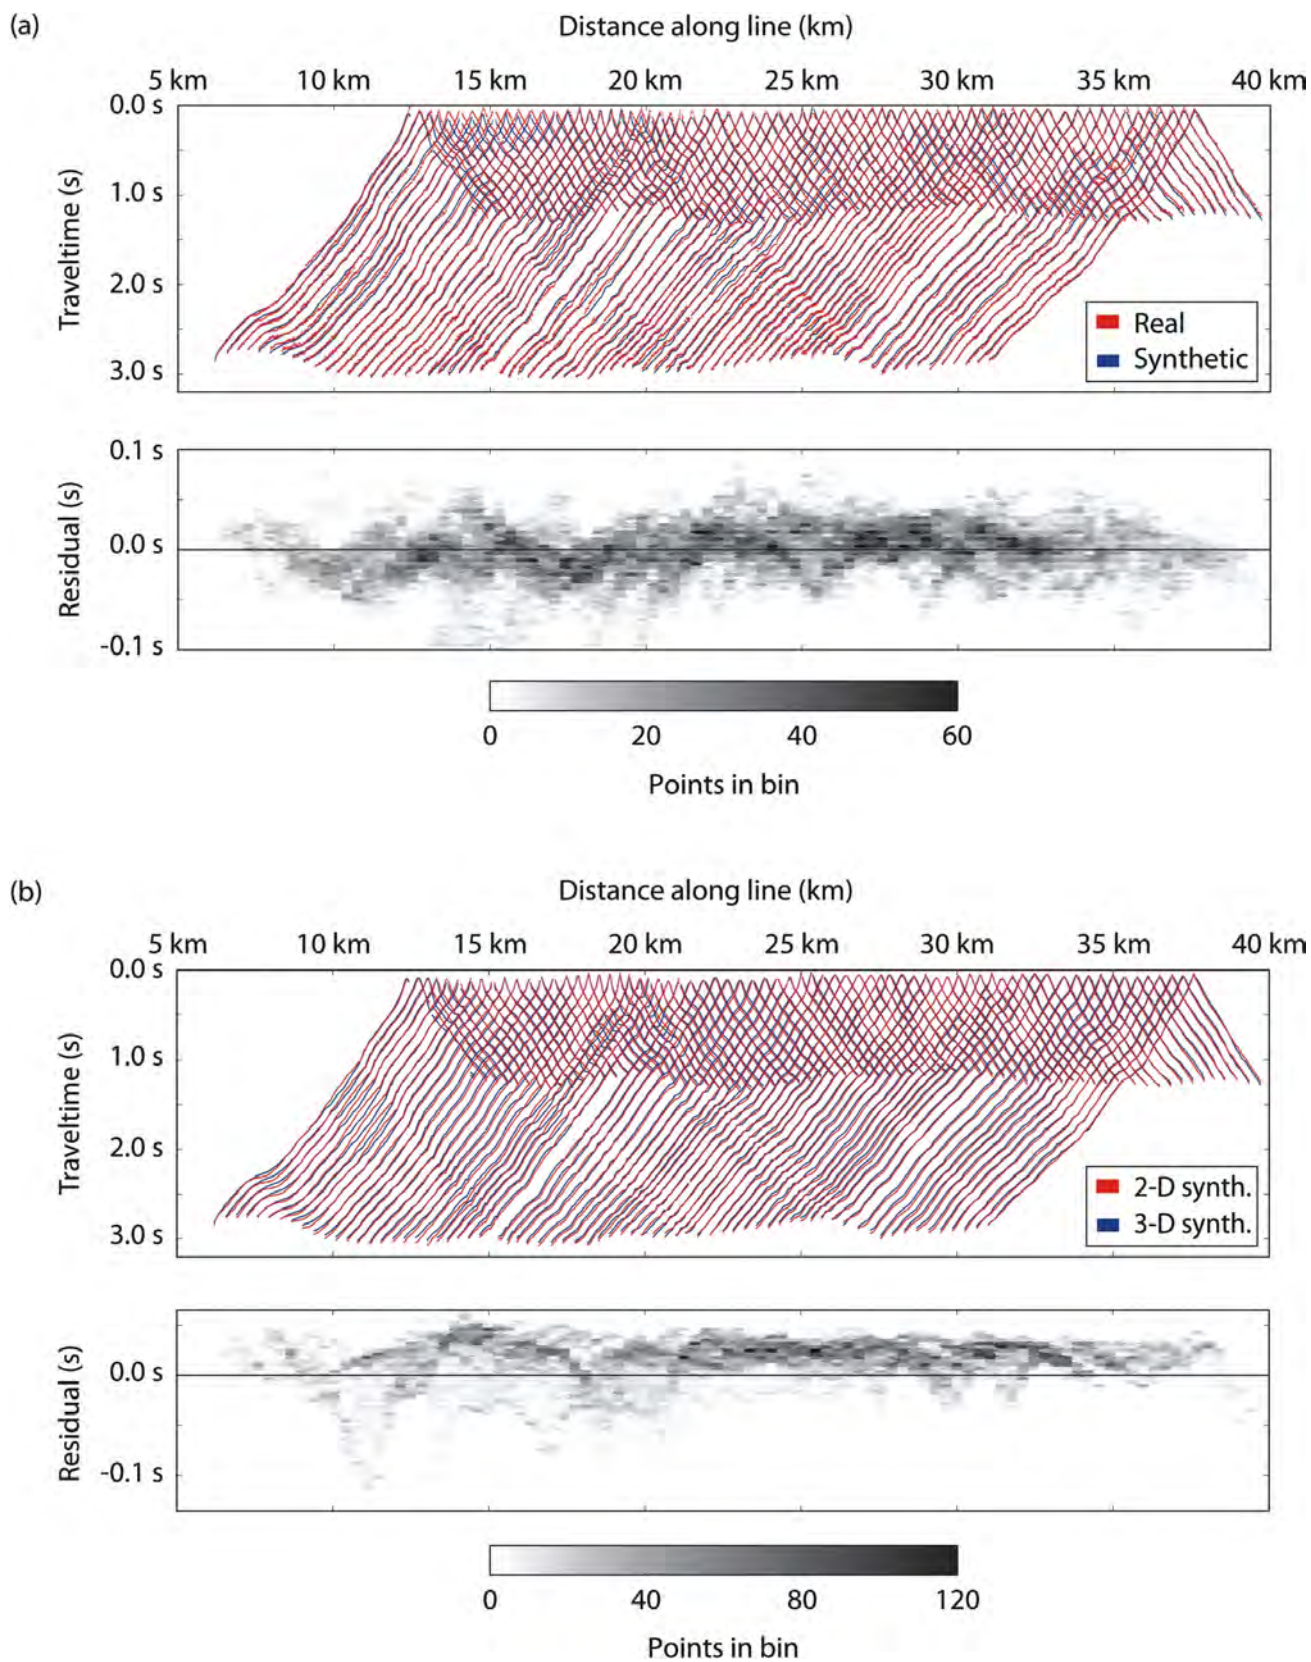 (a)
Distance along line (km)
5 km 10 km 15 km 20 km 25 km 30 km 35 km 40 km
0.0 s
1.0 s
2.0 s
3.0 s
Traveltime (s)
Real
Synthetic
0.1 s
0.0 s
-0.1 s
Residual (s)
0 20 40 60
Points in bin
(b)
Distance along line (km)
5 km 10 km 15 km 20 km 25 km 30 km 35 km 40 km
0.0 s
1.0 s
2.0 s
3.0 s
Traveltime (s)
2-D synth.
3-D synth.
0.0 s
-0.1 s
Residual (s)
0 40 80 120
Points in bin